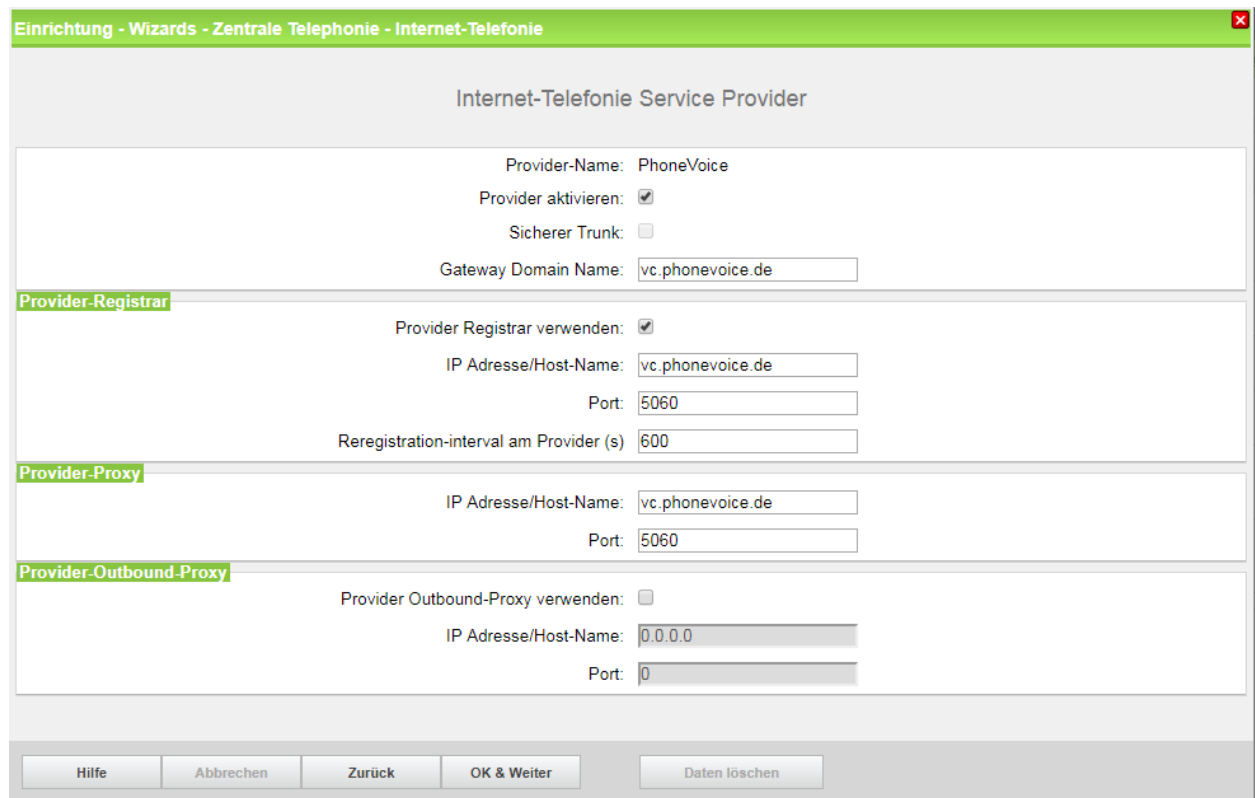 Einrichtung - Wizards - Zentrale Telephonie - Internet-Telefonie
Internet-Telefonie Service Provider
Provider-Name: PhoneVoice
Provider aktivieren:
Sicherer Trunk:
Gateway Domain Name: vc.phonevoice.de
Provider-Registrar
Provider Registrar verwenden:
IP Adresse/Host-Name: vc.phonevoice.de
Port: 5060
Reregistration-interval am Provider (s) 600
Provider-Proxy
IP Adresse/Host-Name: vc.phonevoice.de
Port: 5060
Provider-Outbound-Proxy
Provider Outbound-Proxy verwenden:
IP Adresse/Host-Name: 0.0.0.0
Port: 0
Hilfe Abbrechen Zurück OK & Weiter Daten löschen